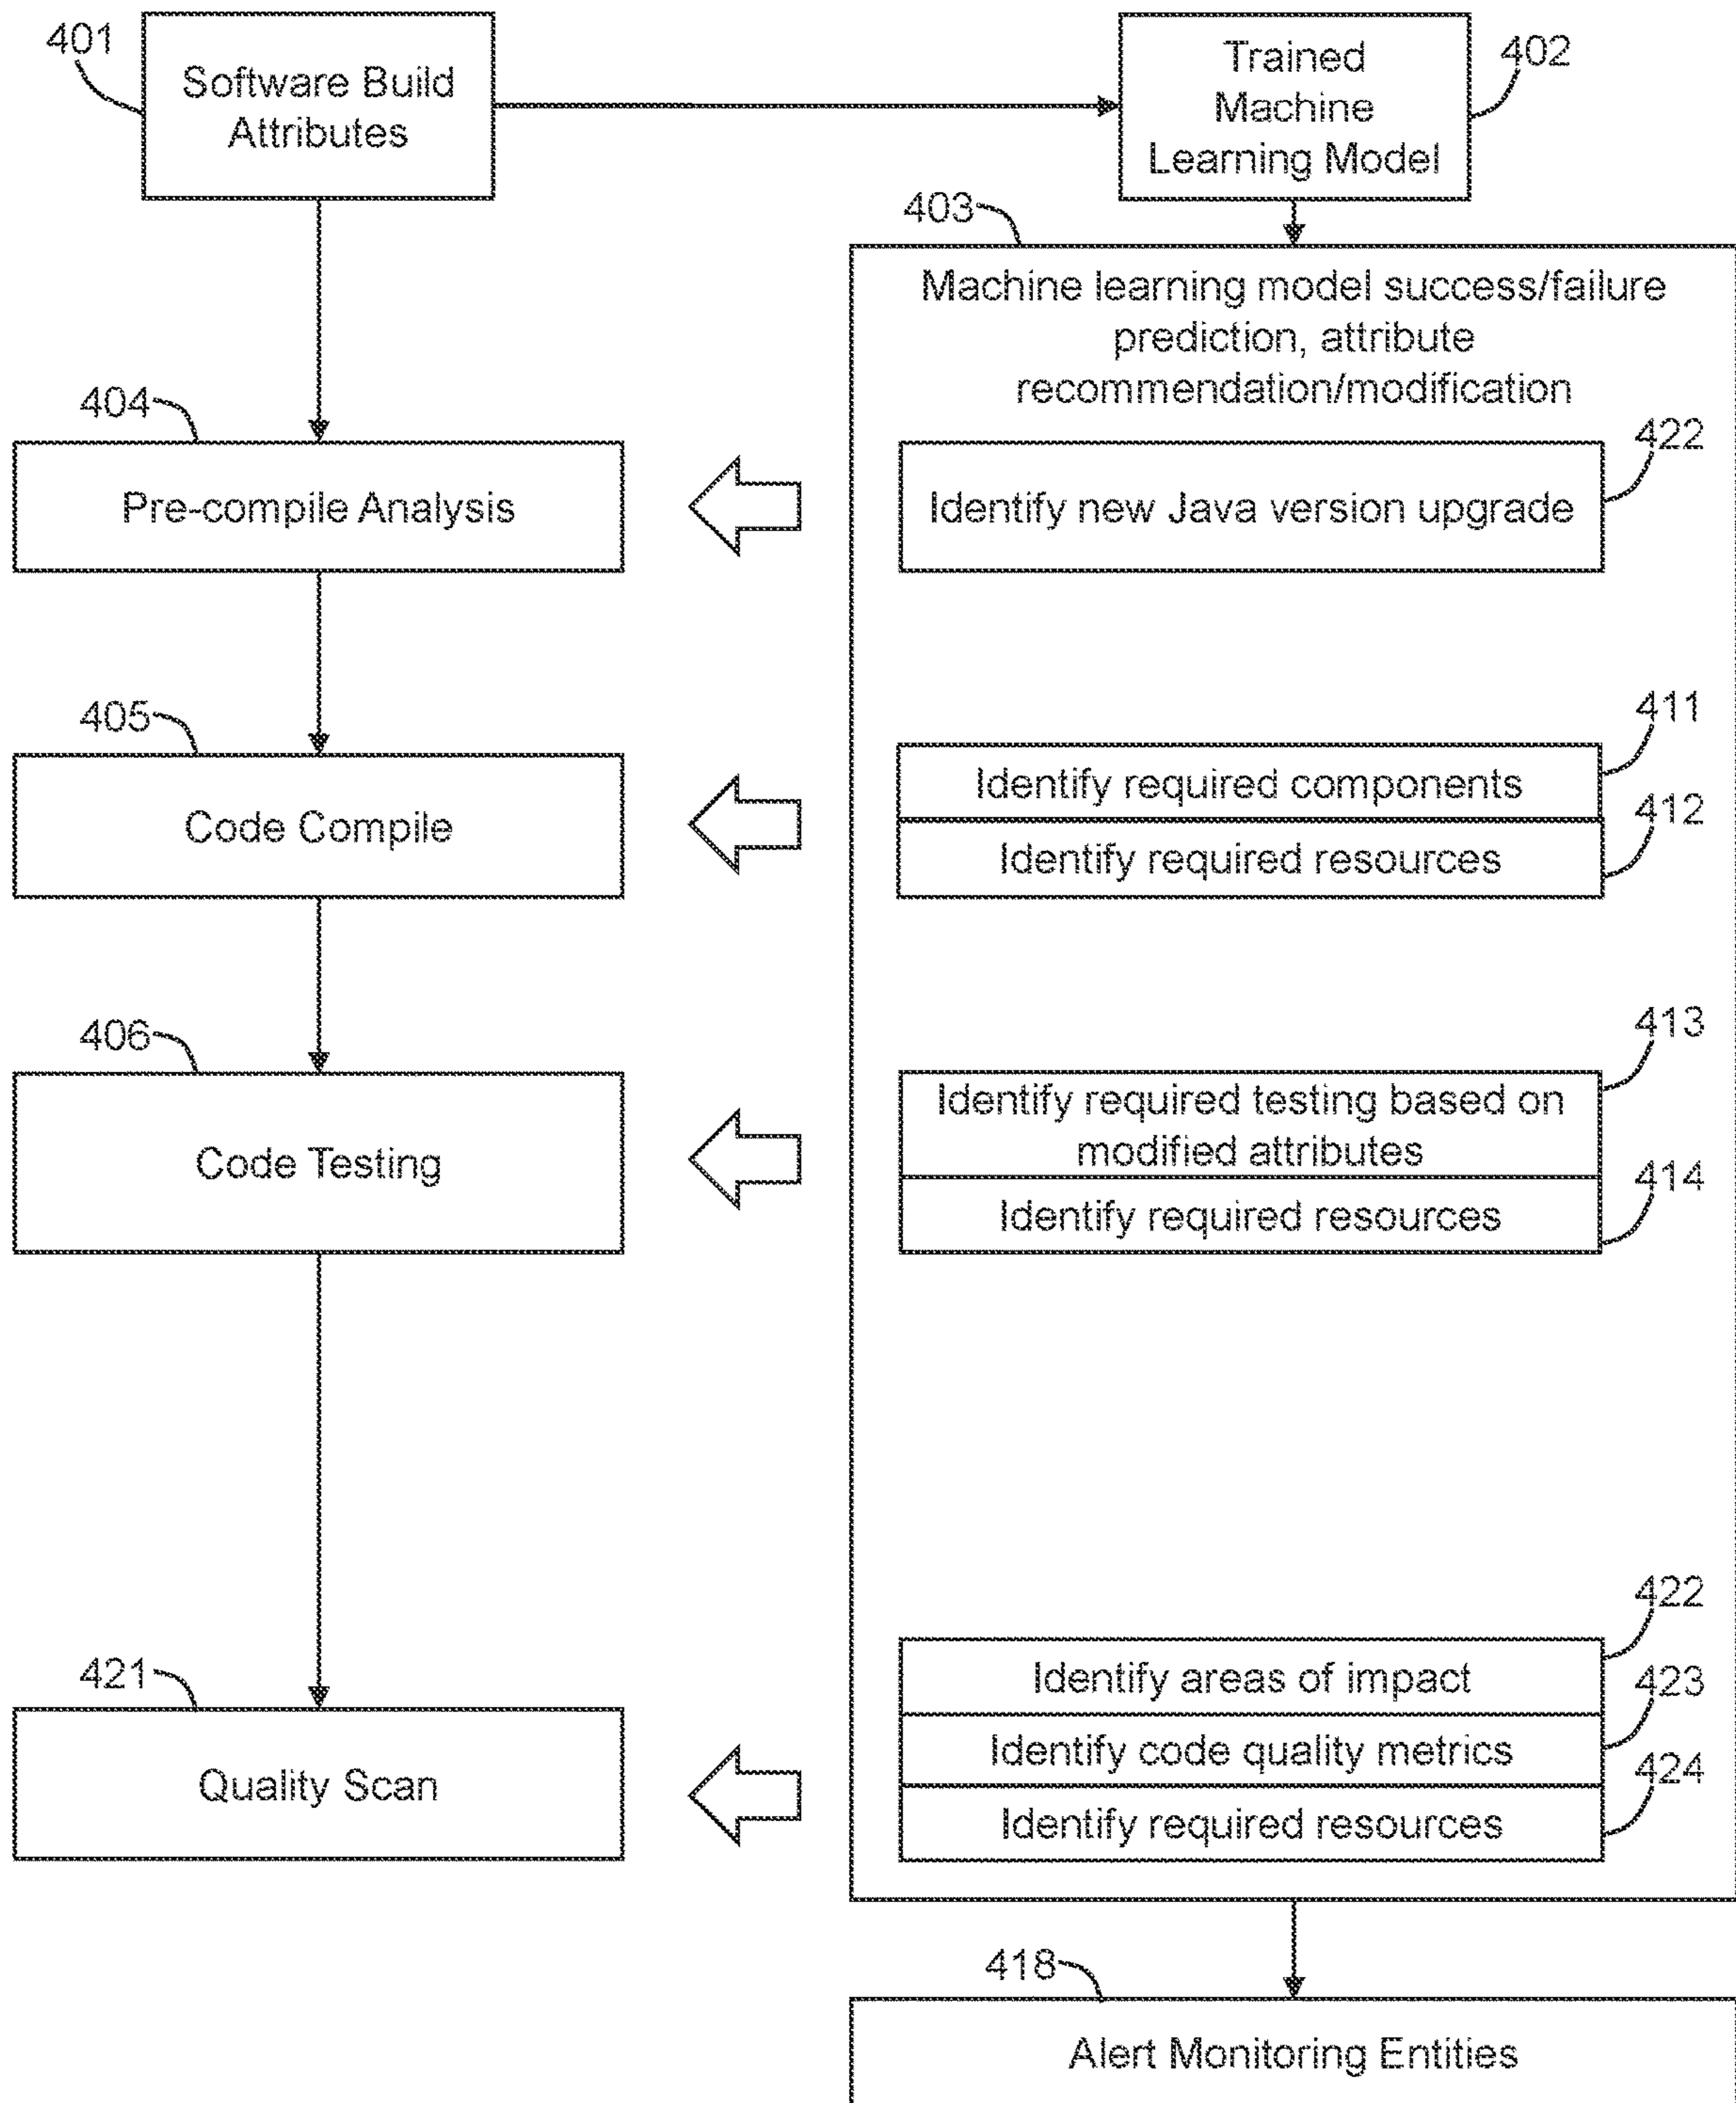 401
Software Build
Attributes
Trained
Machine
Learning Model
402
403
Machine learning model success/failure
prediction, attribute
recommendation/modification
404
Pre-compile Analysis
422
Identify new Java version upgrade
405
Code Compile
411
Identify required components
412
Identify required resources
406
Code Testing
413
Identify required testing based on
modified attributes
414
Identify required resources
421
Quality Scan
422
Identify areas of impact
423
Identify code quality metrics
424
Identify required resources
418
Alert Monitoring Entities